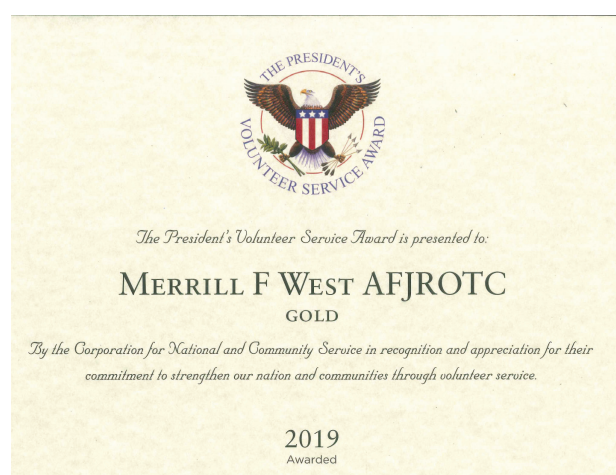 THE PRESIDENT'S
VOLUNTEER SERVICE AWARD
The President's Volunteer Service Award is presented to:
MERRILL F WEST AFJROTC
GOLD
By the Corporation for National and Community Service in recognition and appreciation for their
commitment to strengthen our nation and communities through volunteer service.
2019
Awarded